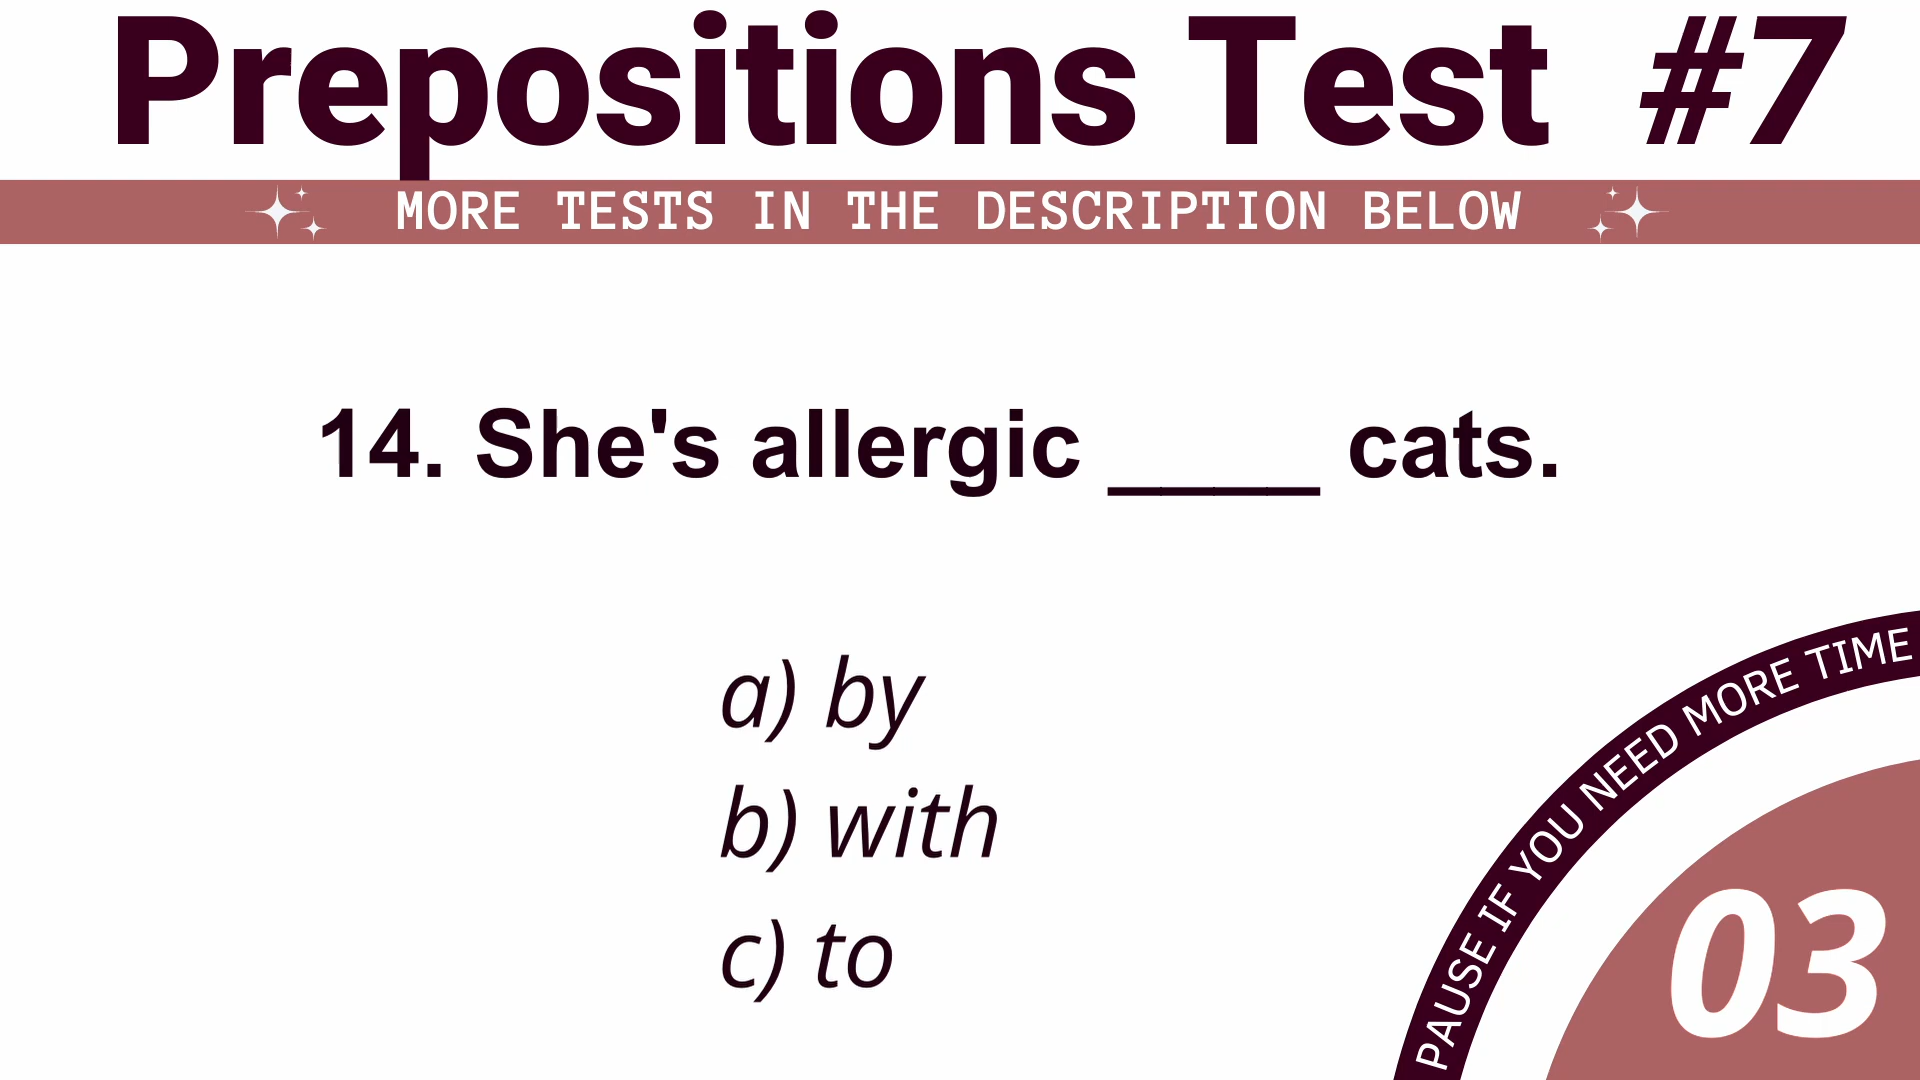 Prepositions Test #7
MORE TESTS IN THE DESCRIPTION BELOW
14. She's allergic ____ cats.
a) by
b) with
c) to
PAUSE IF YOU NEED MORE TIME
03